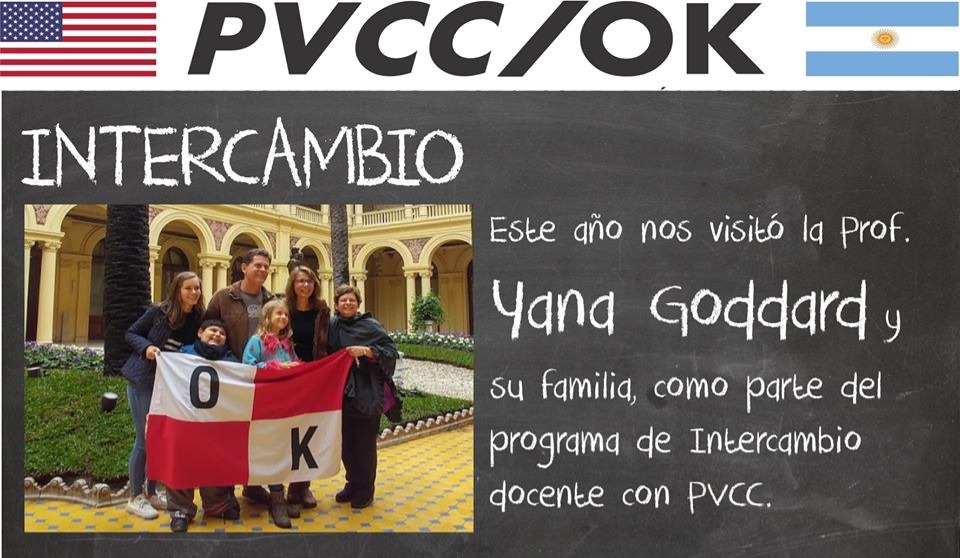 PVCC/OK
INTERCAMBIO
Este año nos visitó la Prof.
Yana Goddard y
su familia, como parte del
programa de Intercambio
docente con PVCC.
O
K